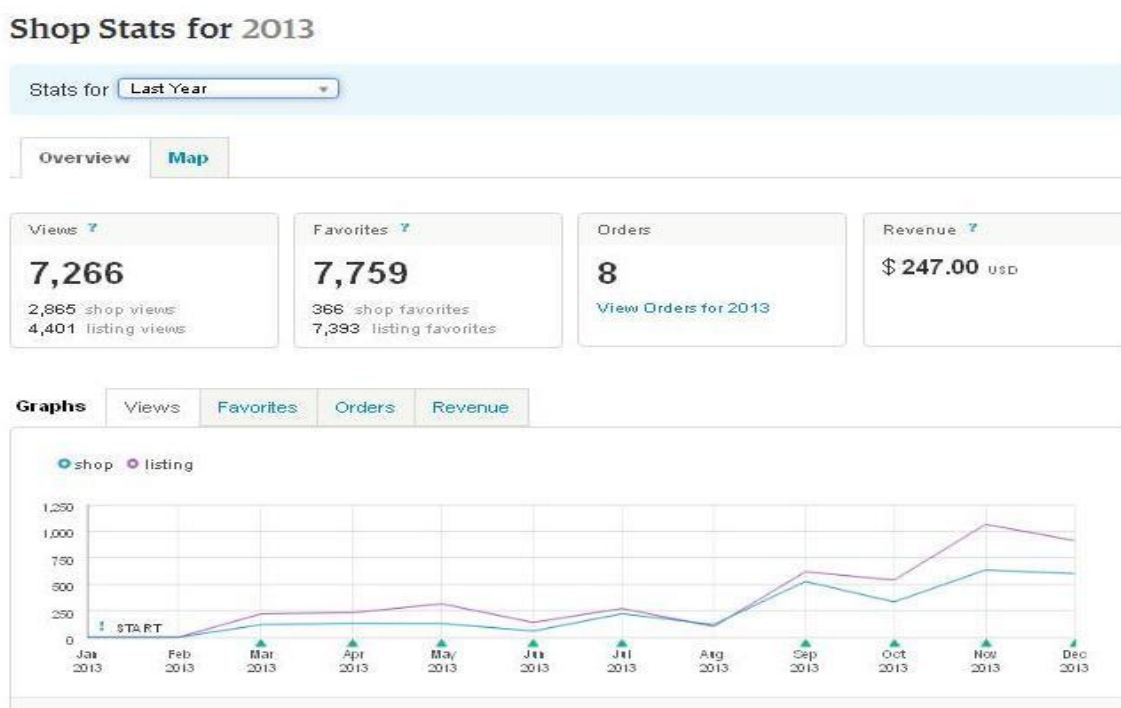 Shop Stats for 2013
Stats for Last Year
Overview Map
Views ?
7,266
2,865 shop views
4,401 listing views
Favorites ?
7,759
366 shop favorites
7,393 listing favorites
Orders
8
View Orders for 2013
Revenue ?
$ 247.00 USD
Graphs Views Favorites Orders Revenue
shop listing
1,250
1,000
750
500
250
0
! START
Jan 2013
Feb 2013
Mar 2013
Apr 2013
May 2013
Jun 2013
Jul 2013
Aug 2013
Sep 2013
Oct 2013
Nov 2013
Dec 2013